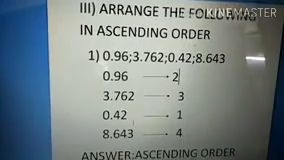 KINEMASTER
III) ARRANGE THE FOLLOWING
IN ASCENDING ORDER
1) 0.96;3.762;0.42;8.643
0.96 → 2
3.762 → 3
0.42 → 1
8.643 → 4
ANSWER:ASCENDING ORDER